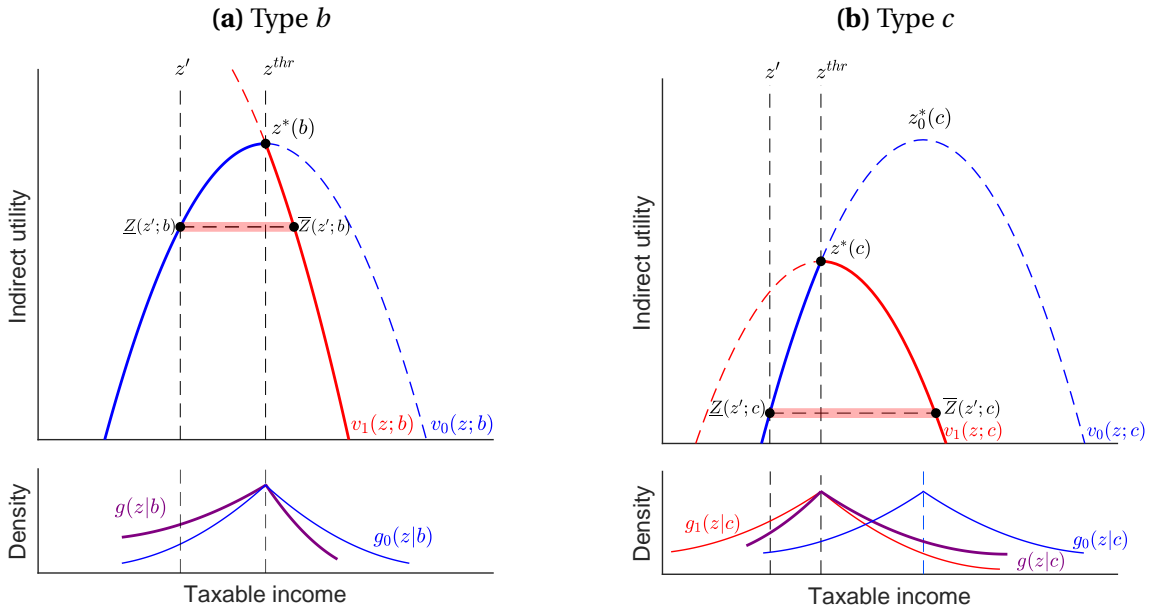 (a) Type b
z′
z^thr
z*(b)
Z̲(z′; b)
Z̅(z′; b)
v₁(z; b)
v₀(z; b)
Indirect utility
g(z|b)
g₀(z|b)
Density
Taxable income
(b) Type c
z′
z^thr
z₀*(c)
z*(c)
Z̲(z′; c)
Z̅(z′; c)
v₁(z; c)
v₀(z; c)
Indirect utility
g₁(z|c)
g₀(z|c)
g(z|c)
Density
Taxable income